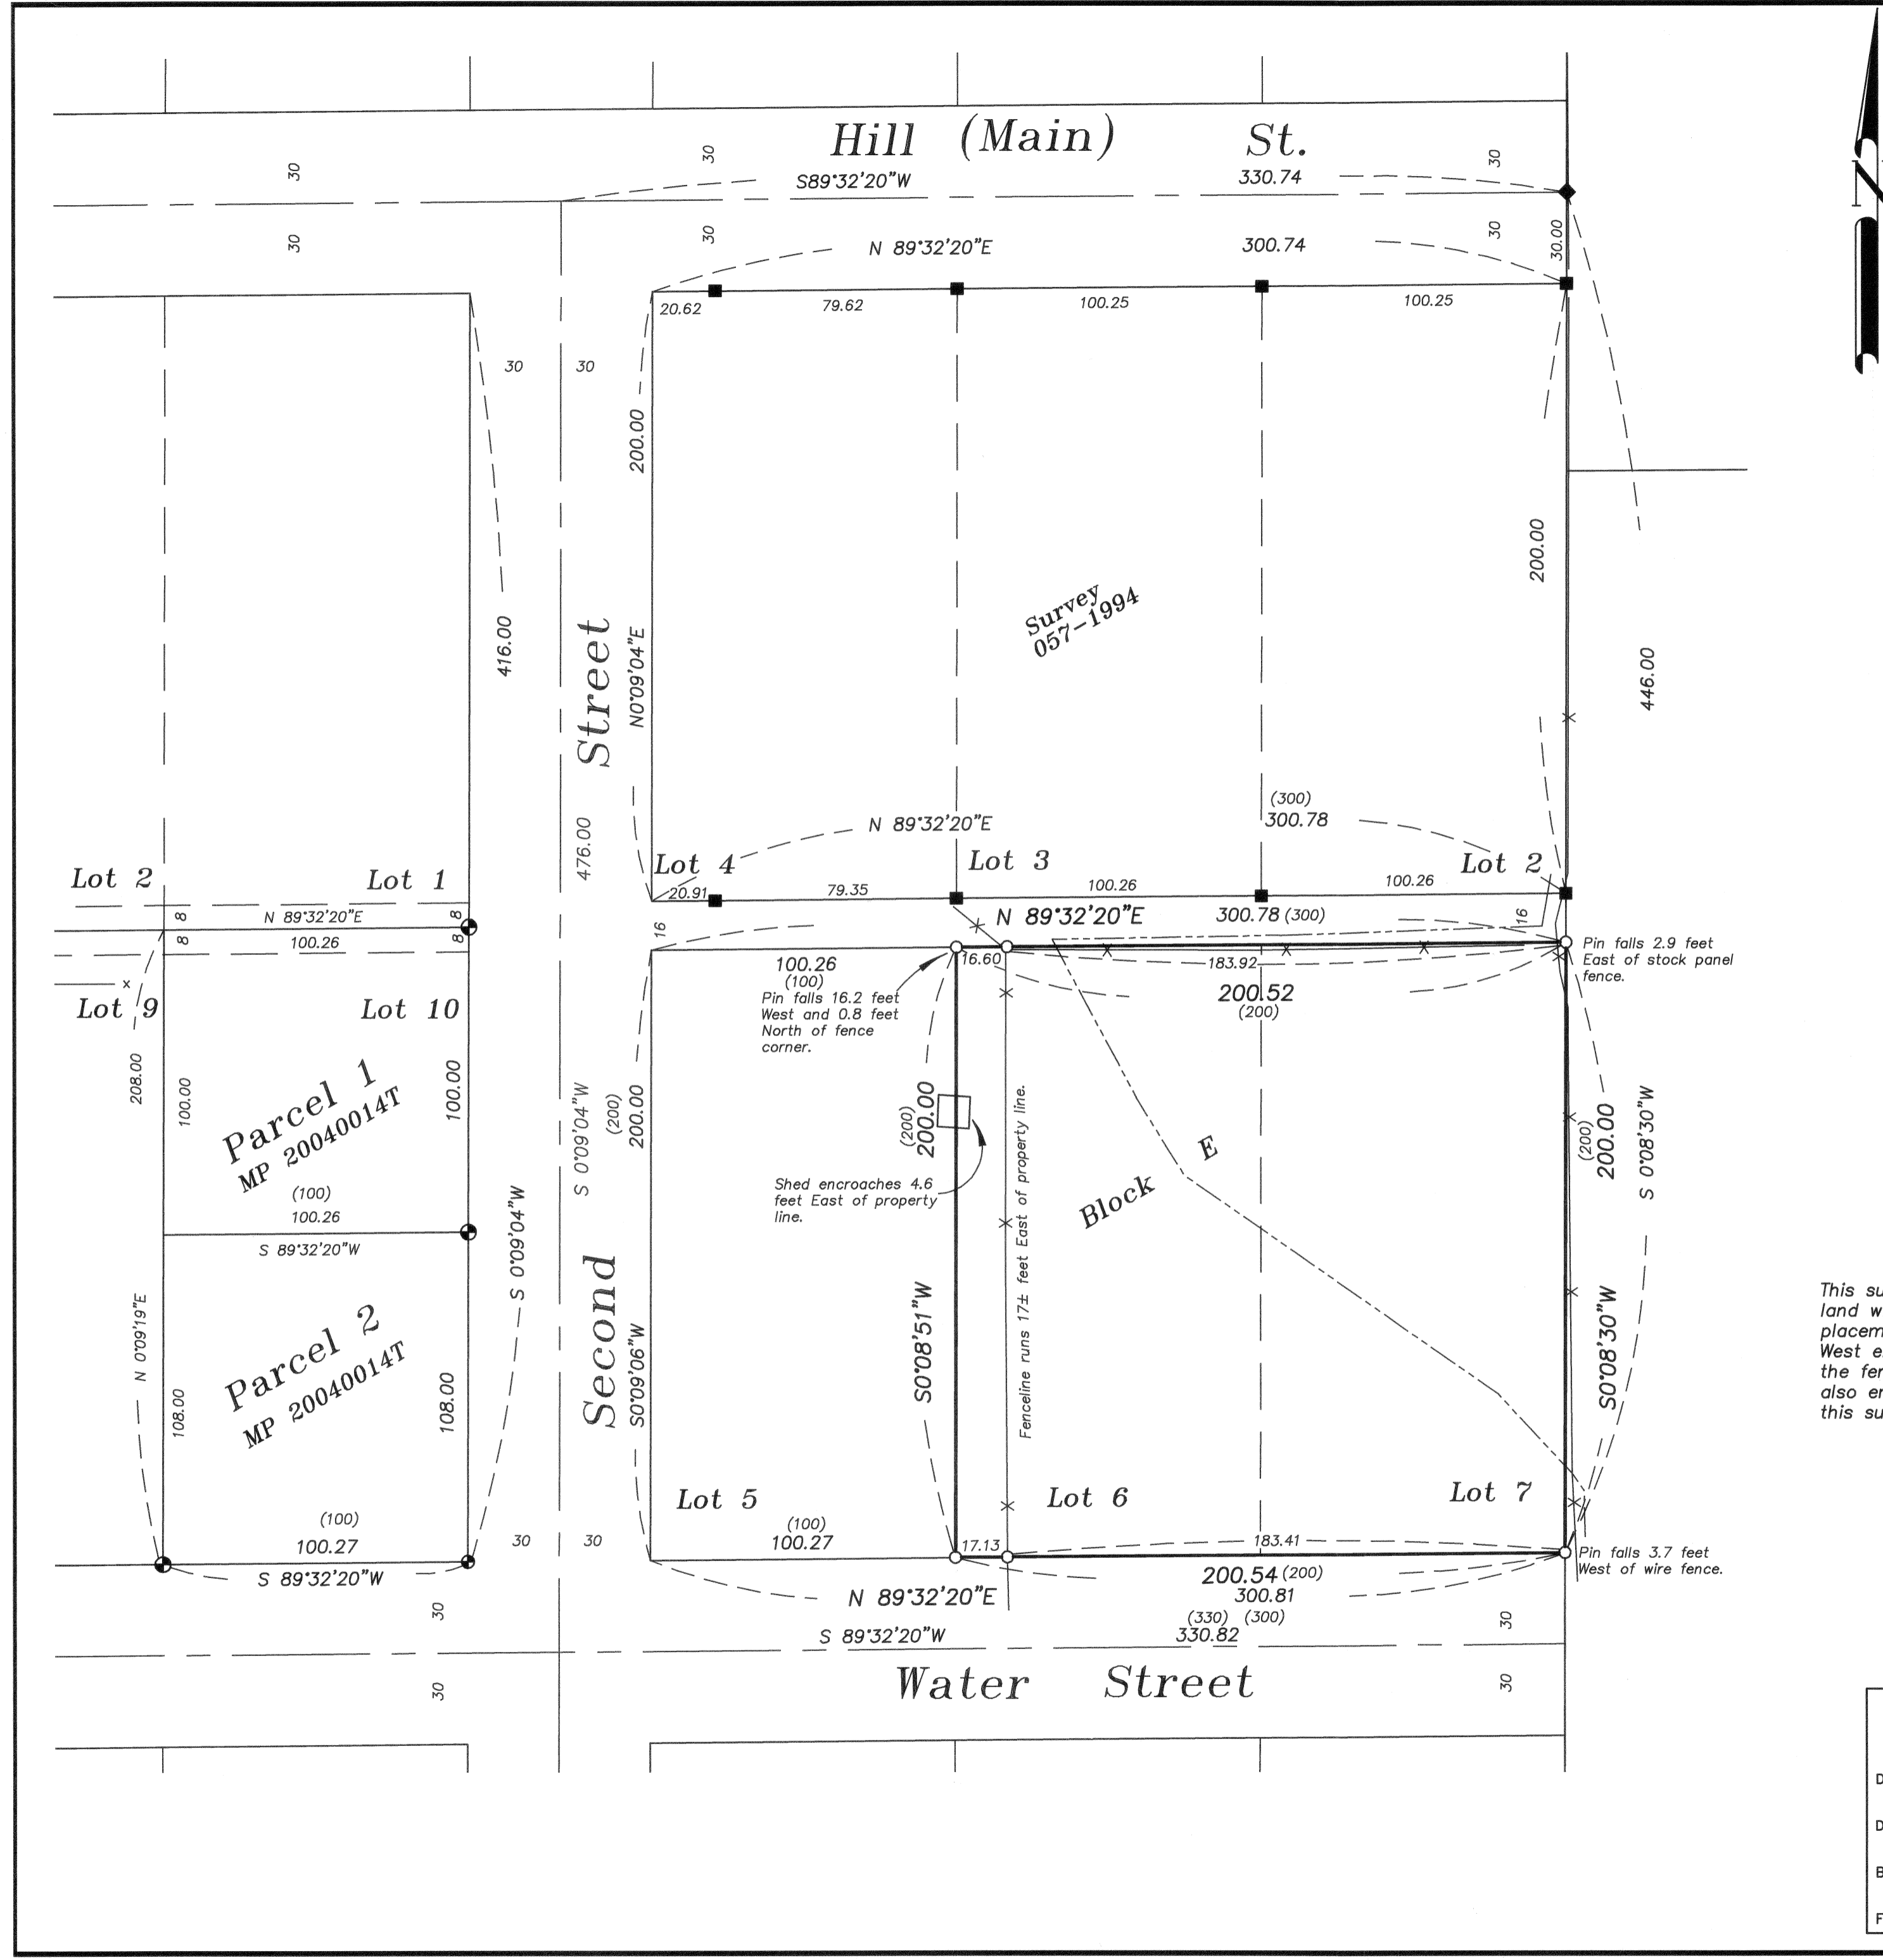 Hill (Main) St.
30
30
30
S89°32'20"W
330.74
30
30
30
30.00
N 89°32'20"E
300.74
20.62
79.62
100.25
100.25
N
30
30
200.00
416.00
Street
N0°09'04"E
Survey
057-1994
200.00
446.00
476.00
(300)
N 89°32'20"E
300.78
Lot 2
Lot 1
Lot 4
Lot 3
Lot 2
20.91
79.35
100.26
100.26
8
N 89°32'20"E
8
8
100.26
8
16
N 89°32'20"E
300.78 (300)
16
Lot 9
Lot 10
100.26
(100)
16.60
183.92
200.52
(200)
Pin falls 2.9 feet
East of stock panel
fence.
Pin falls 16.2 feet
West and 0.8 feet
North of fence
corner.
208.00
100.00
Parcel 1
MP 20040014T
100.00
S 0°09'04"W
(200)
200.00
(200)
200.00
Fenceline runs 17± feet East of property line.
Block E
(200)
200.00
S 0°08'30"W
Shed encroaches 4.6
feet East of property
line.
(100)
100.26
S 89°32'20"W
N 0°09'19"E
108.00
Parcel 2
MP 20040014T
108.00
S 0°09'04"W
Second
S0°09'06"W
S0°08'51"W
S0°08'30"W
This su
land w
placem
West e
the fen
also en
this su
Lot 5
Lot 6
Lot 7
(100)
100.27
S 89°32'20"W
30
30
(100)
100.27
17.13
183.41
Pin falls 3.7 feet
West of wire fence.
200.54 (200)
N 89°32'20"E
300.81
(330) (300)
30
S 89°32'20"W
330.82
30
30
Water Street
30
D
D
B
F